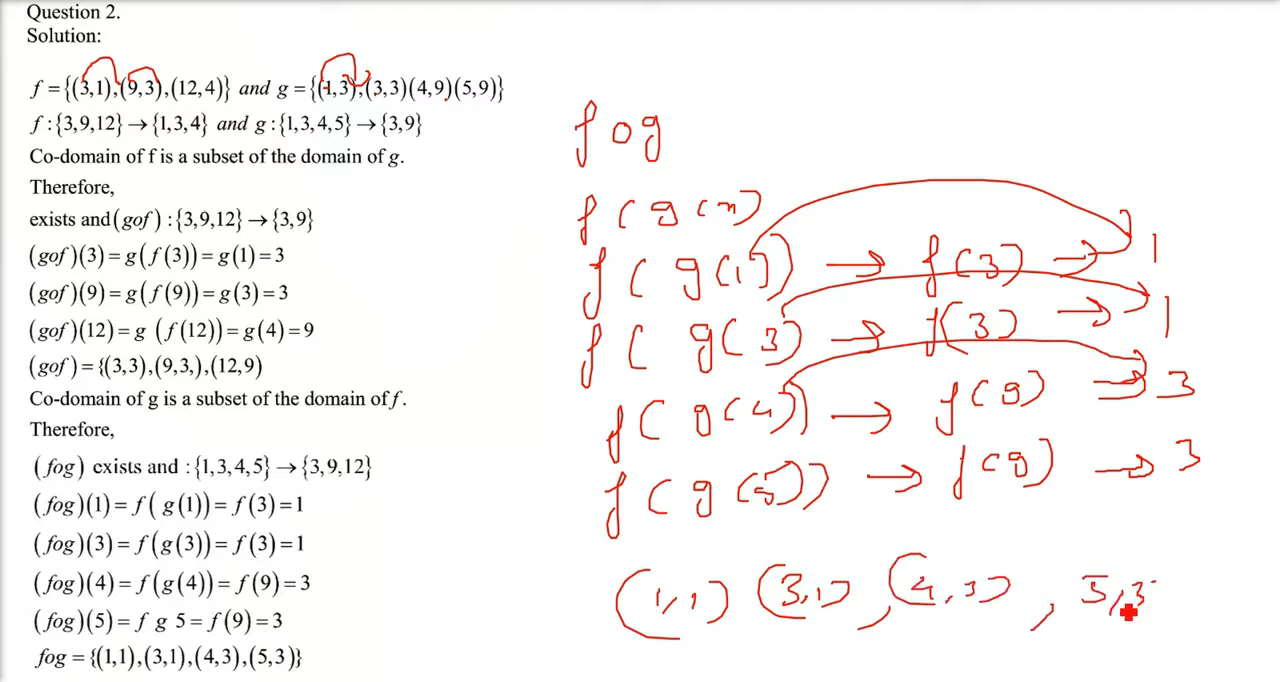 Question 2.
Solution:
f = {(3,1),(9,3),(12,4)} and g = {(1,3),(3,3)(4,9)(5,9)}
f : {3,9,12} → {1,3,4} and g : {1,3,4,5} → {3,9}
Co-domain of f is a subset of the domain of g.
Therefore,
exists and (gof) : {3,9,12} → {3,9}
(gof)(3) = g(f(3)) = g(1) = 3
(gof)(9) = g(f(9)) = g(3) = 3
(gof)(12) = g (f(12)) = g(4) = 9
(gof) = {(3,3),(9,3,),(12,9)
Co-domain of g is a subset of the domain of f.
Therefore,
(fog) exists and : {1,3,4,5} → {3,9,12}
(fog)(1) = f( g(1)) = f(3) = 1
(fog)(3) = f(g(3)) = f(3) = 1
(fog)(4) = f(g(4)) = f(9) = 3
(fog)(5) = f g 5 = f(9) = 3
fog = {(1,1),(3,1),(4,3),(5,3)}
fog
f(g(x)
f(g(1)) → f(3) → 1
f(g(3) → f(3) → 1
f(g(4)) → f(9) → 3
f(g(5)) → f(9) → 3
(1,1) (3,1), (4,3), 5,3